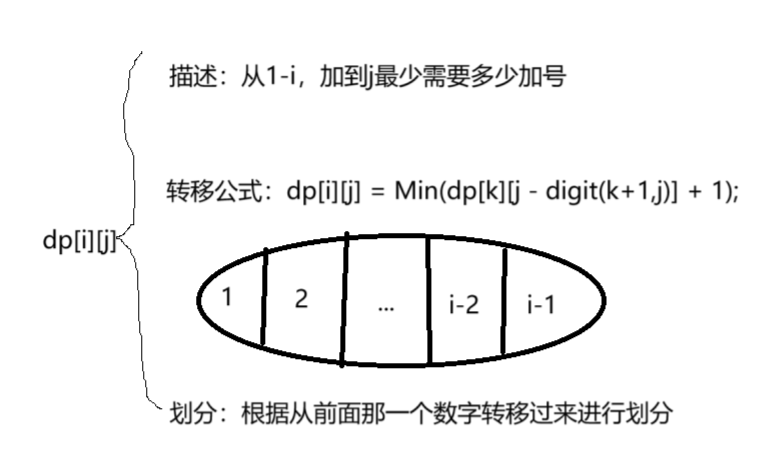 描述：从1-i，加到j最少需要多少加号
转移公式：dp[i][j] = Min(dp[k][j - digit(k+1,j)] + 1);
dp[i][j]
1 2 ... i-2 i-1
划分：根据从前面那一个数字转移过来进行划分